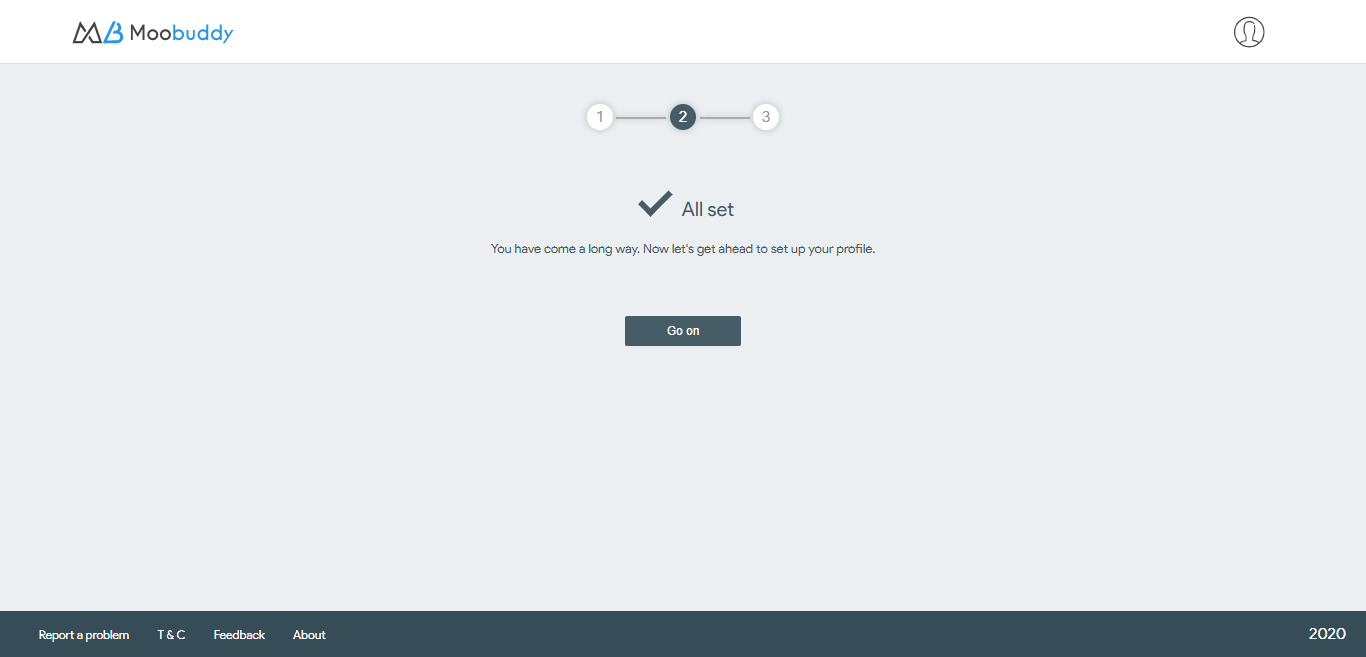 MB Moobuddy
1 2 3
All set
You have come a long way. Now let's get ahead to set up your profile.
Go on
Report a problem T & C Feedback About 2020